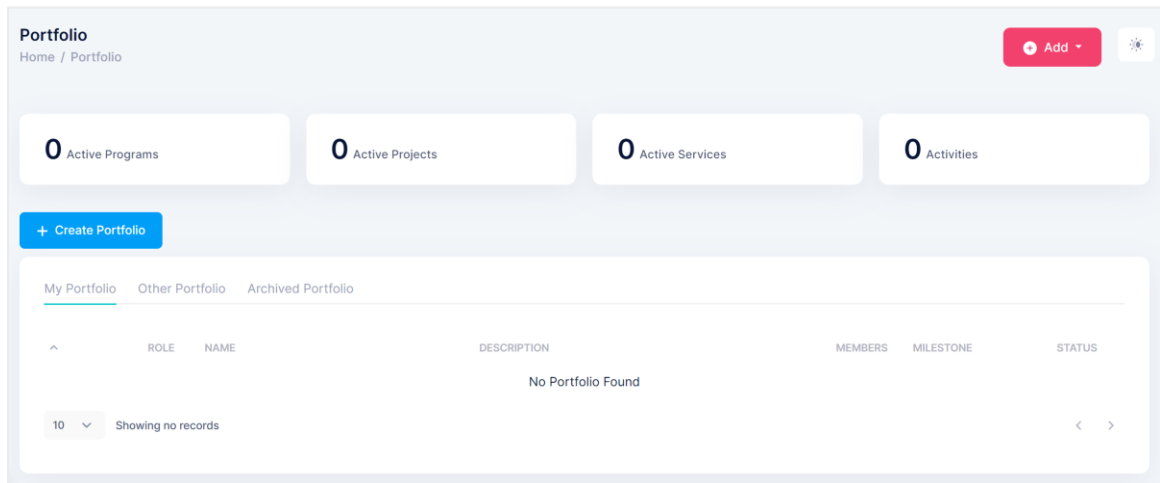 Portfolio
Home / Portfolio
Add
0 Active Programs
0 Active Projects
0 Active Services
0 Activities
+ Create Portfolio
My Portfolio Other Portfolio Archived Portfolio
ROLE NAME DESCRIPTION MEMBERS MILESTONE STATUS
No Portfolio Found
10 Showing no records